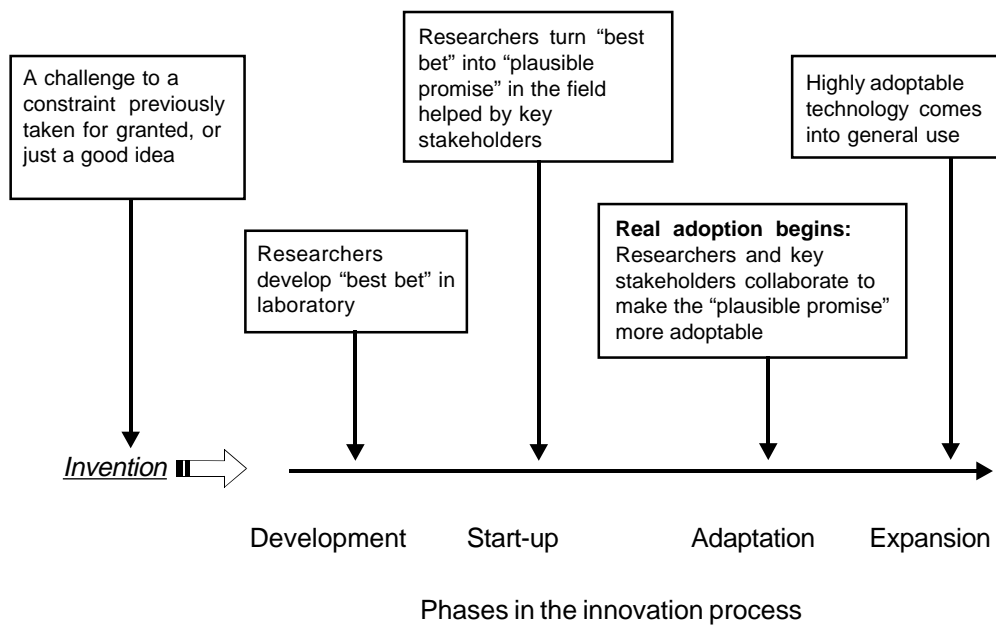 A challenge to a
constraint previously
taken for granted, or
just a good idea
Researchers turn “best
bet” into “plausible
promise” in the field
helped by key
stakeholders
Highly adoptable
technology comes
into general use
Researchers
develop “best bet” in
laboratory
Real adoption begins:
Researchers and key
stakeholders collaborate to
make the “plausible promise”
more adoptable
Invention
Development
Start-up
Adaptation
Expansion
Phases in the innovation process